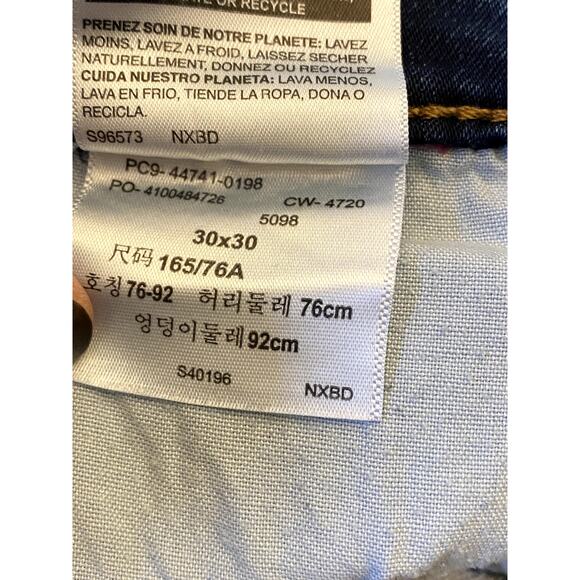 ATE OR RECYCLE
PRENEZ SOIN DE NOTRE PLANETE: LAVEZ
MOINS, LAVEZ A FROID, LAISSEZ SECHER
NATURELLEMENT, DONNEZ OU RECYCLEZ
CUIDA NUESTRO PLANETA: LAVA MENOS,
LAVA EN FRIO, TIENDE LA ROPA, DONA O
RECICLA.
S96573 NXBD
PC9- 44741-0198
PO- 4100484726 CW- 4720
5098
30x30
尺码 165/76A
호칭 76-92 허리둘레 76cm
엉덩이둘레 92cm
S40196 NXBD